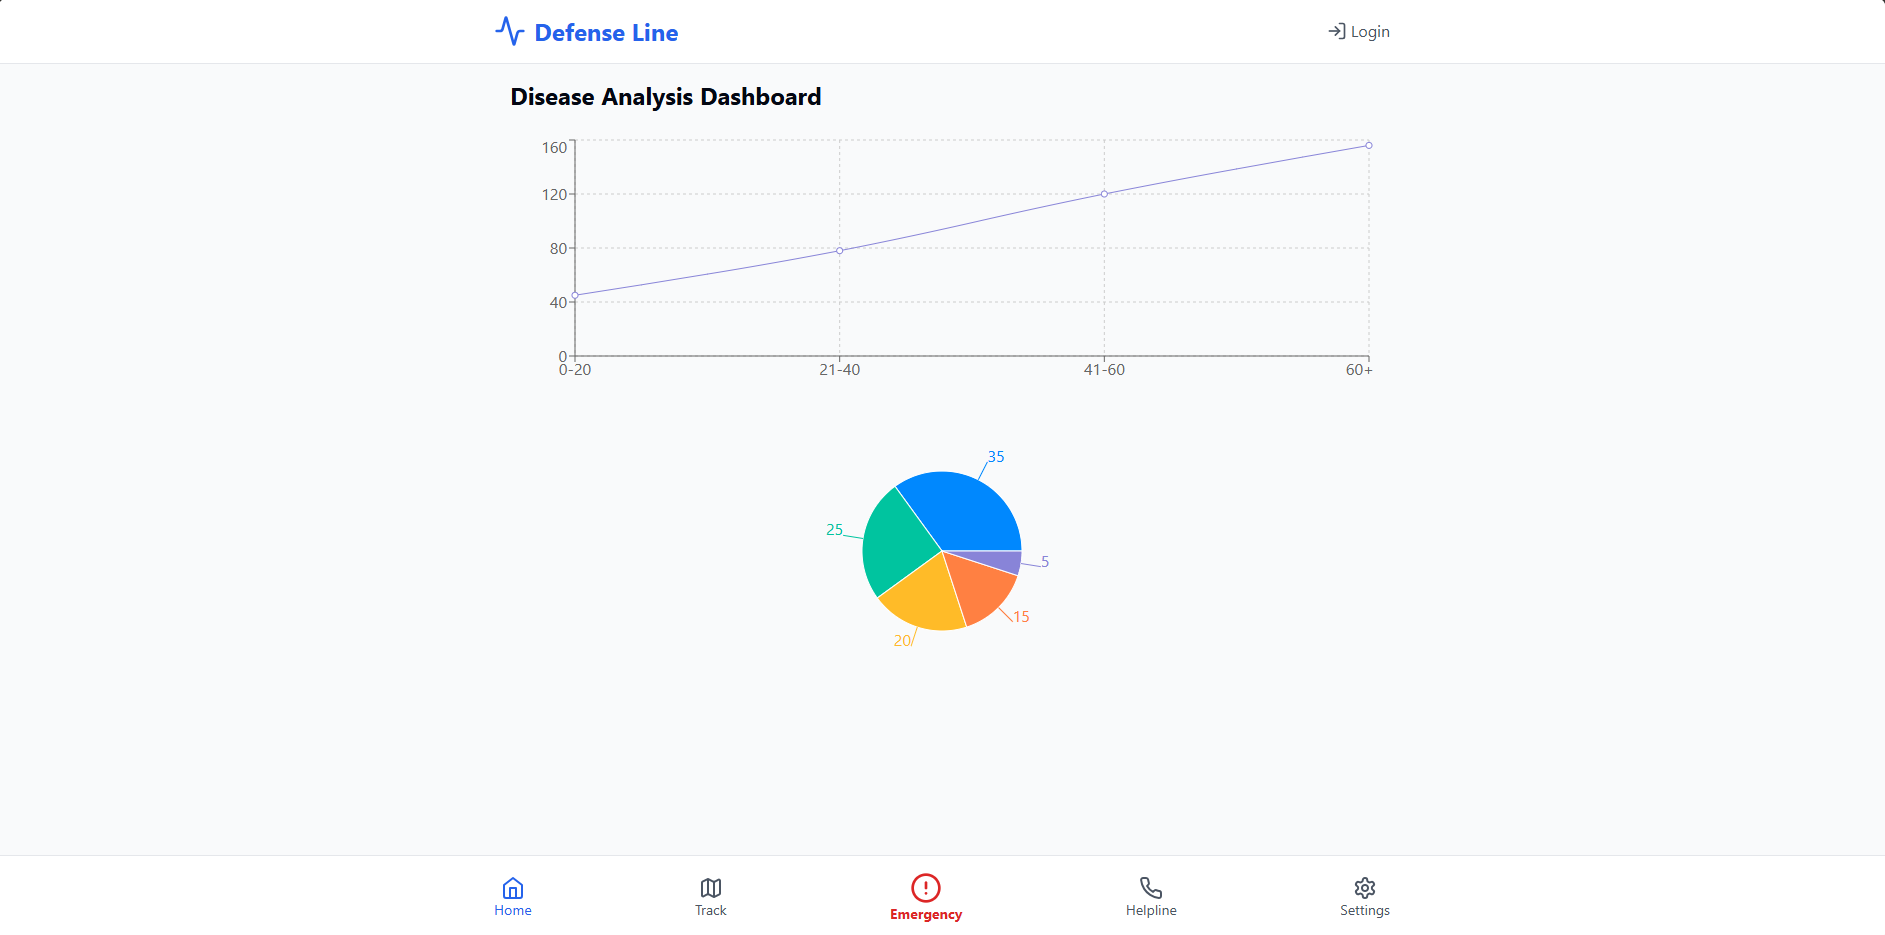 Defense Line
Login
Disease Analysis Dashboard
160
120
80
40
0
0-20
21-40
41-60
60+
35
25
5
15
20
Home
Track
Emergency
Helpline
Settings